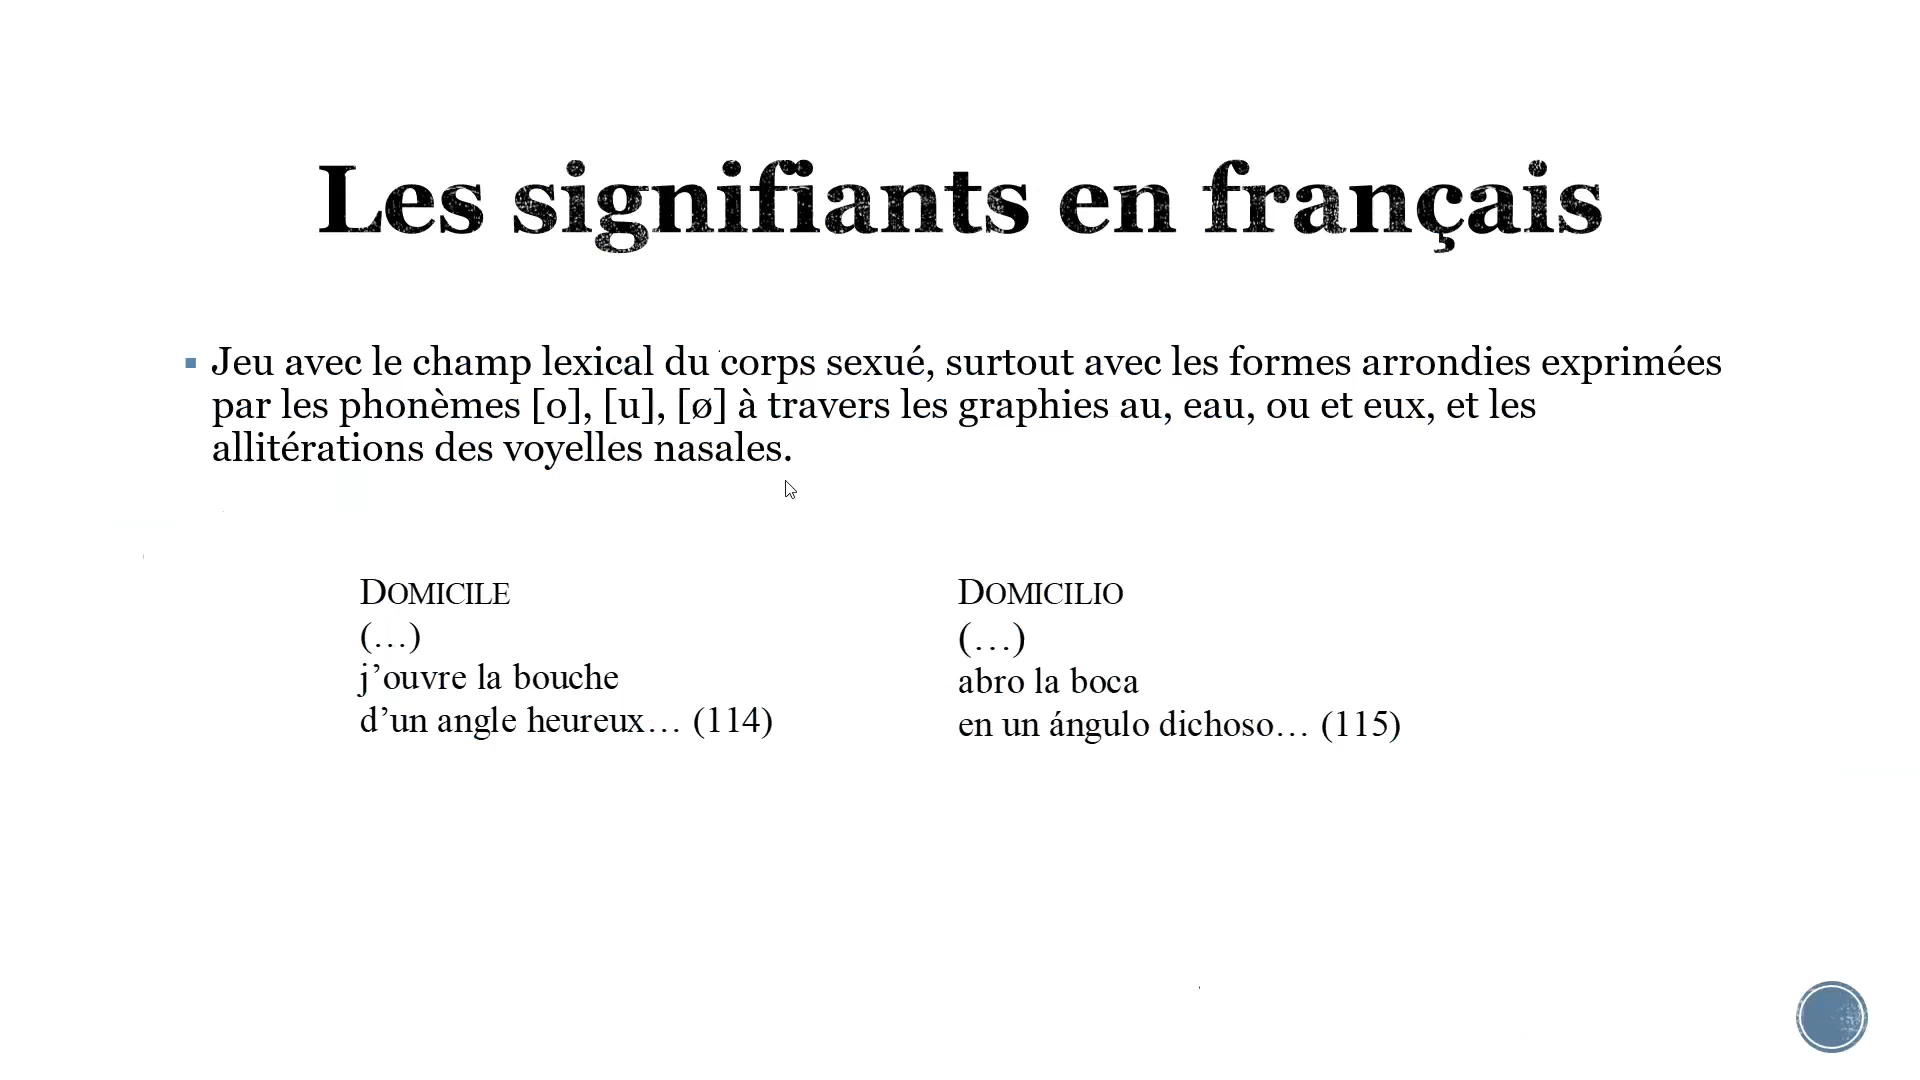 Les signifiants en français
Jeu avec le champ lexical du corps sexué, surtout avec les formes arrondies exprimées
par les phonèmes [o], [u], [ø] à travers les graphies au, eau, ou et eux, et les
allitérations des voyelles nasales.
DOMICILE
(…)
j’ouvre la bouche
d’un angle heureux… (114)
DOMICILIO
(…)
abro la boca
en un ángulo dichoso… (115)